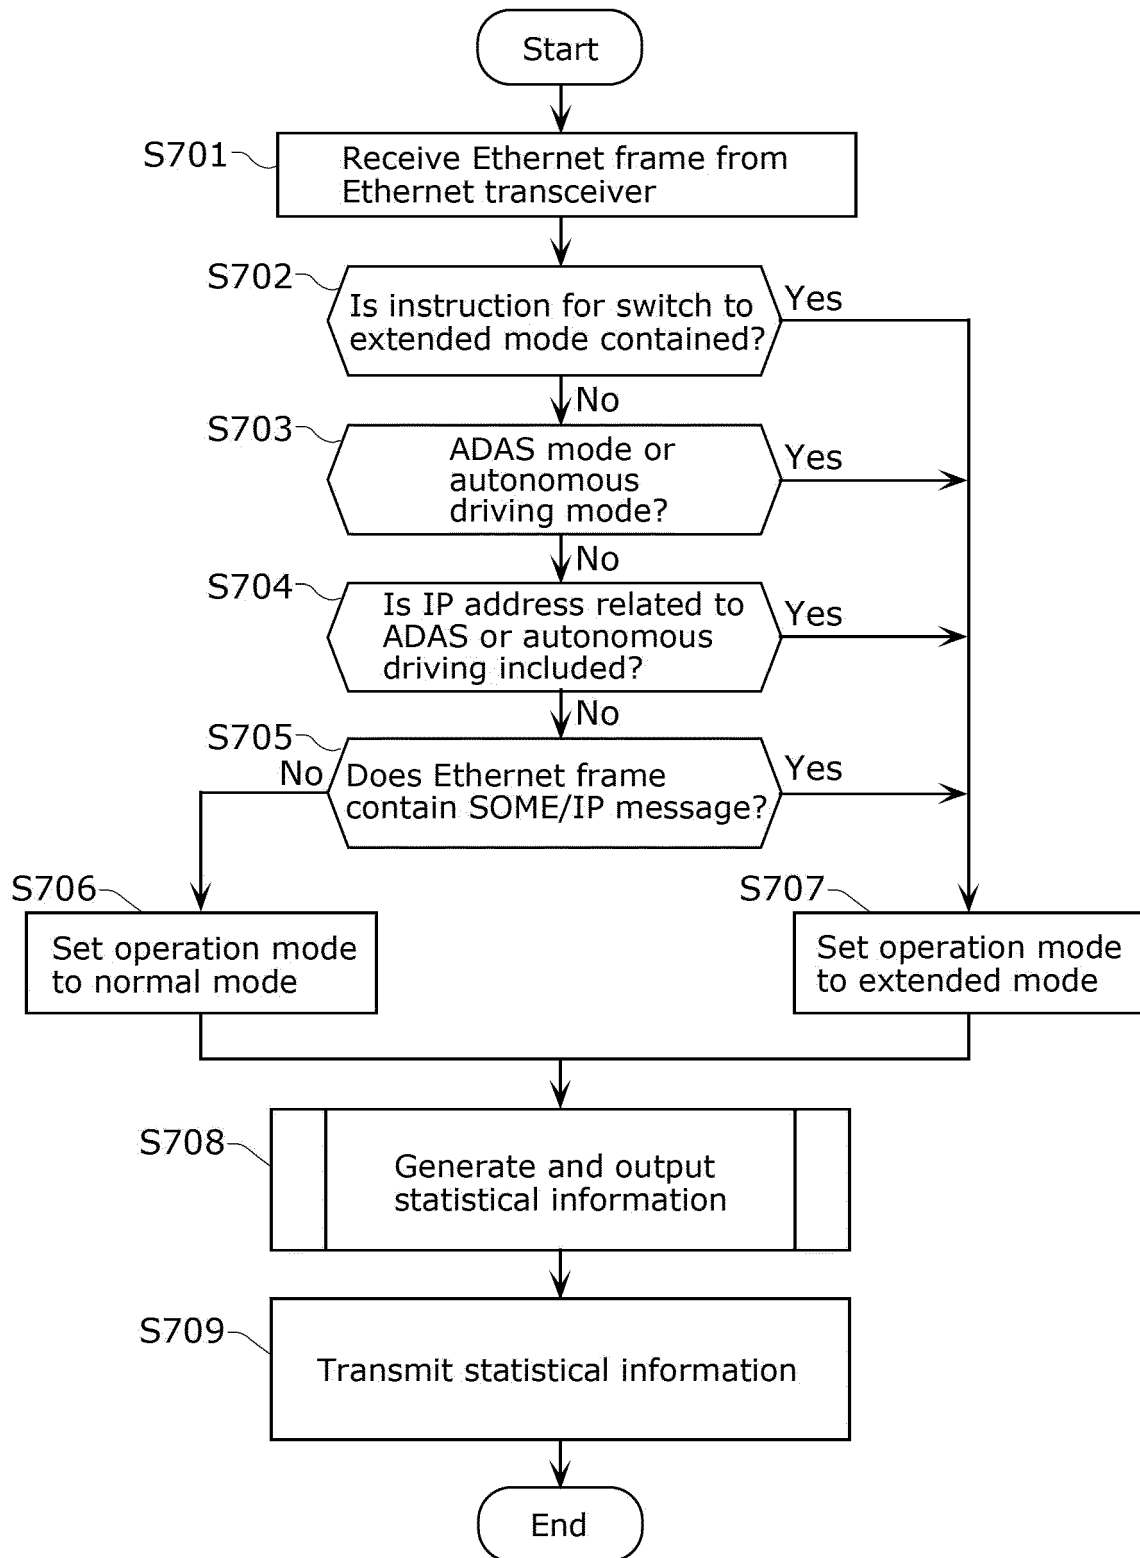 Start
S701
Receive Ethernet frame from
Ethernet transceiver
S702
Is instruction for switch to
extended mode contained?
Yes
No
S703
ADAS mode or
autonomous
driving mode?
Yes
No
S704
Is IP address related to
ADAS or autonomous
driving included?
Yes
No
S705
Does Ethernet frame
contain SOME/IP message?
No
Yes
S706
Set operation mode
to normal mode
S707
Set operation mode
to extended mode
S708
Generate and output
statistical information
S709
Transmit statistical information
End